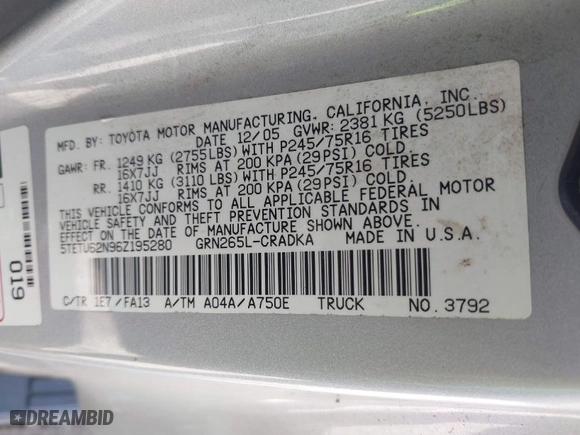 MFD. BY: TOYOTA MOTOR MANUFACTURING, CALIFORNIA, INC.
DATE 12/05 GVWR: 2381 KG (5250LBS)
GAWR: FR. 1249 KG (2755LBS) WITH P245/75R16 TIRES
16X7JJ RIMS AT 200 KPA (29PSI) COLD
RR. 1410 KG (3110LBS) WITH P245/75R16 TIRES
16X7JJ RIMS AT 200 KPA (29PSI) COLD.
THIS VEHICLE CONFORMS TO ALL APPLICABLE FEDERAL MOTOR
VEHICLE SAFETY AND THEFT PREVENTION STANDARDS IN
EFFECT ON THE DATE OF MANUFACTURE SHOWN ABOVE.
5TETU62N96Z195280 GRN265L-CRADKA MADE IN U.S.A.
C/TR 1E7/FA13 A/TM A04A/A750E TRUCK NO. 3792
019
DREAMBID